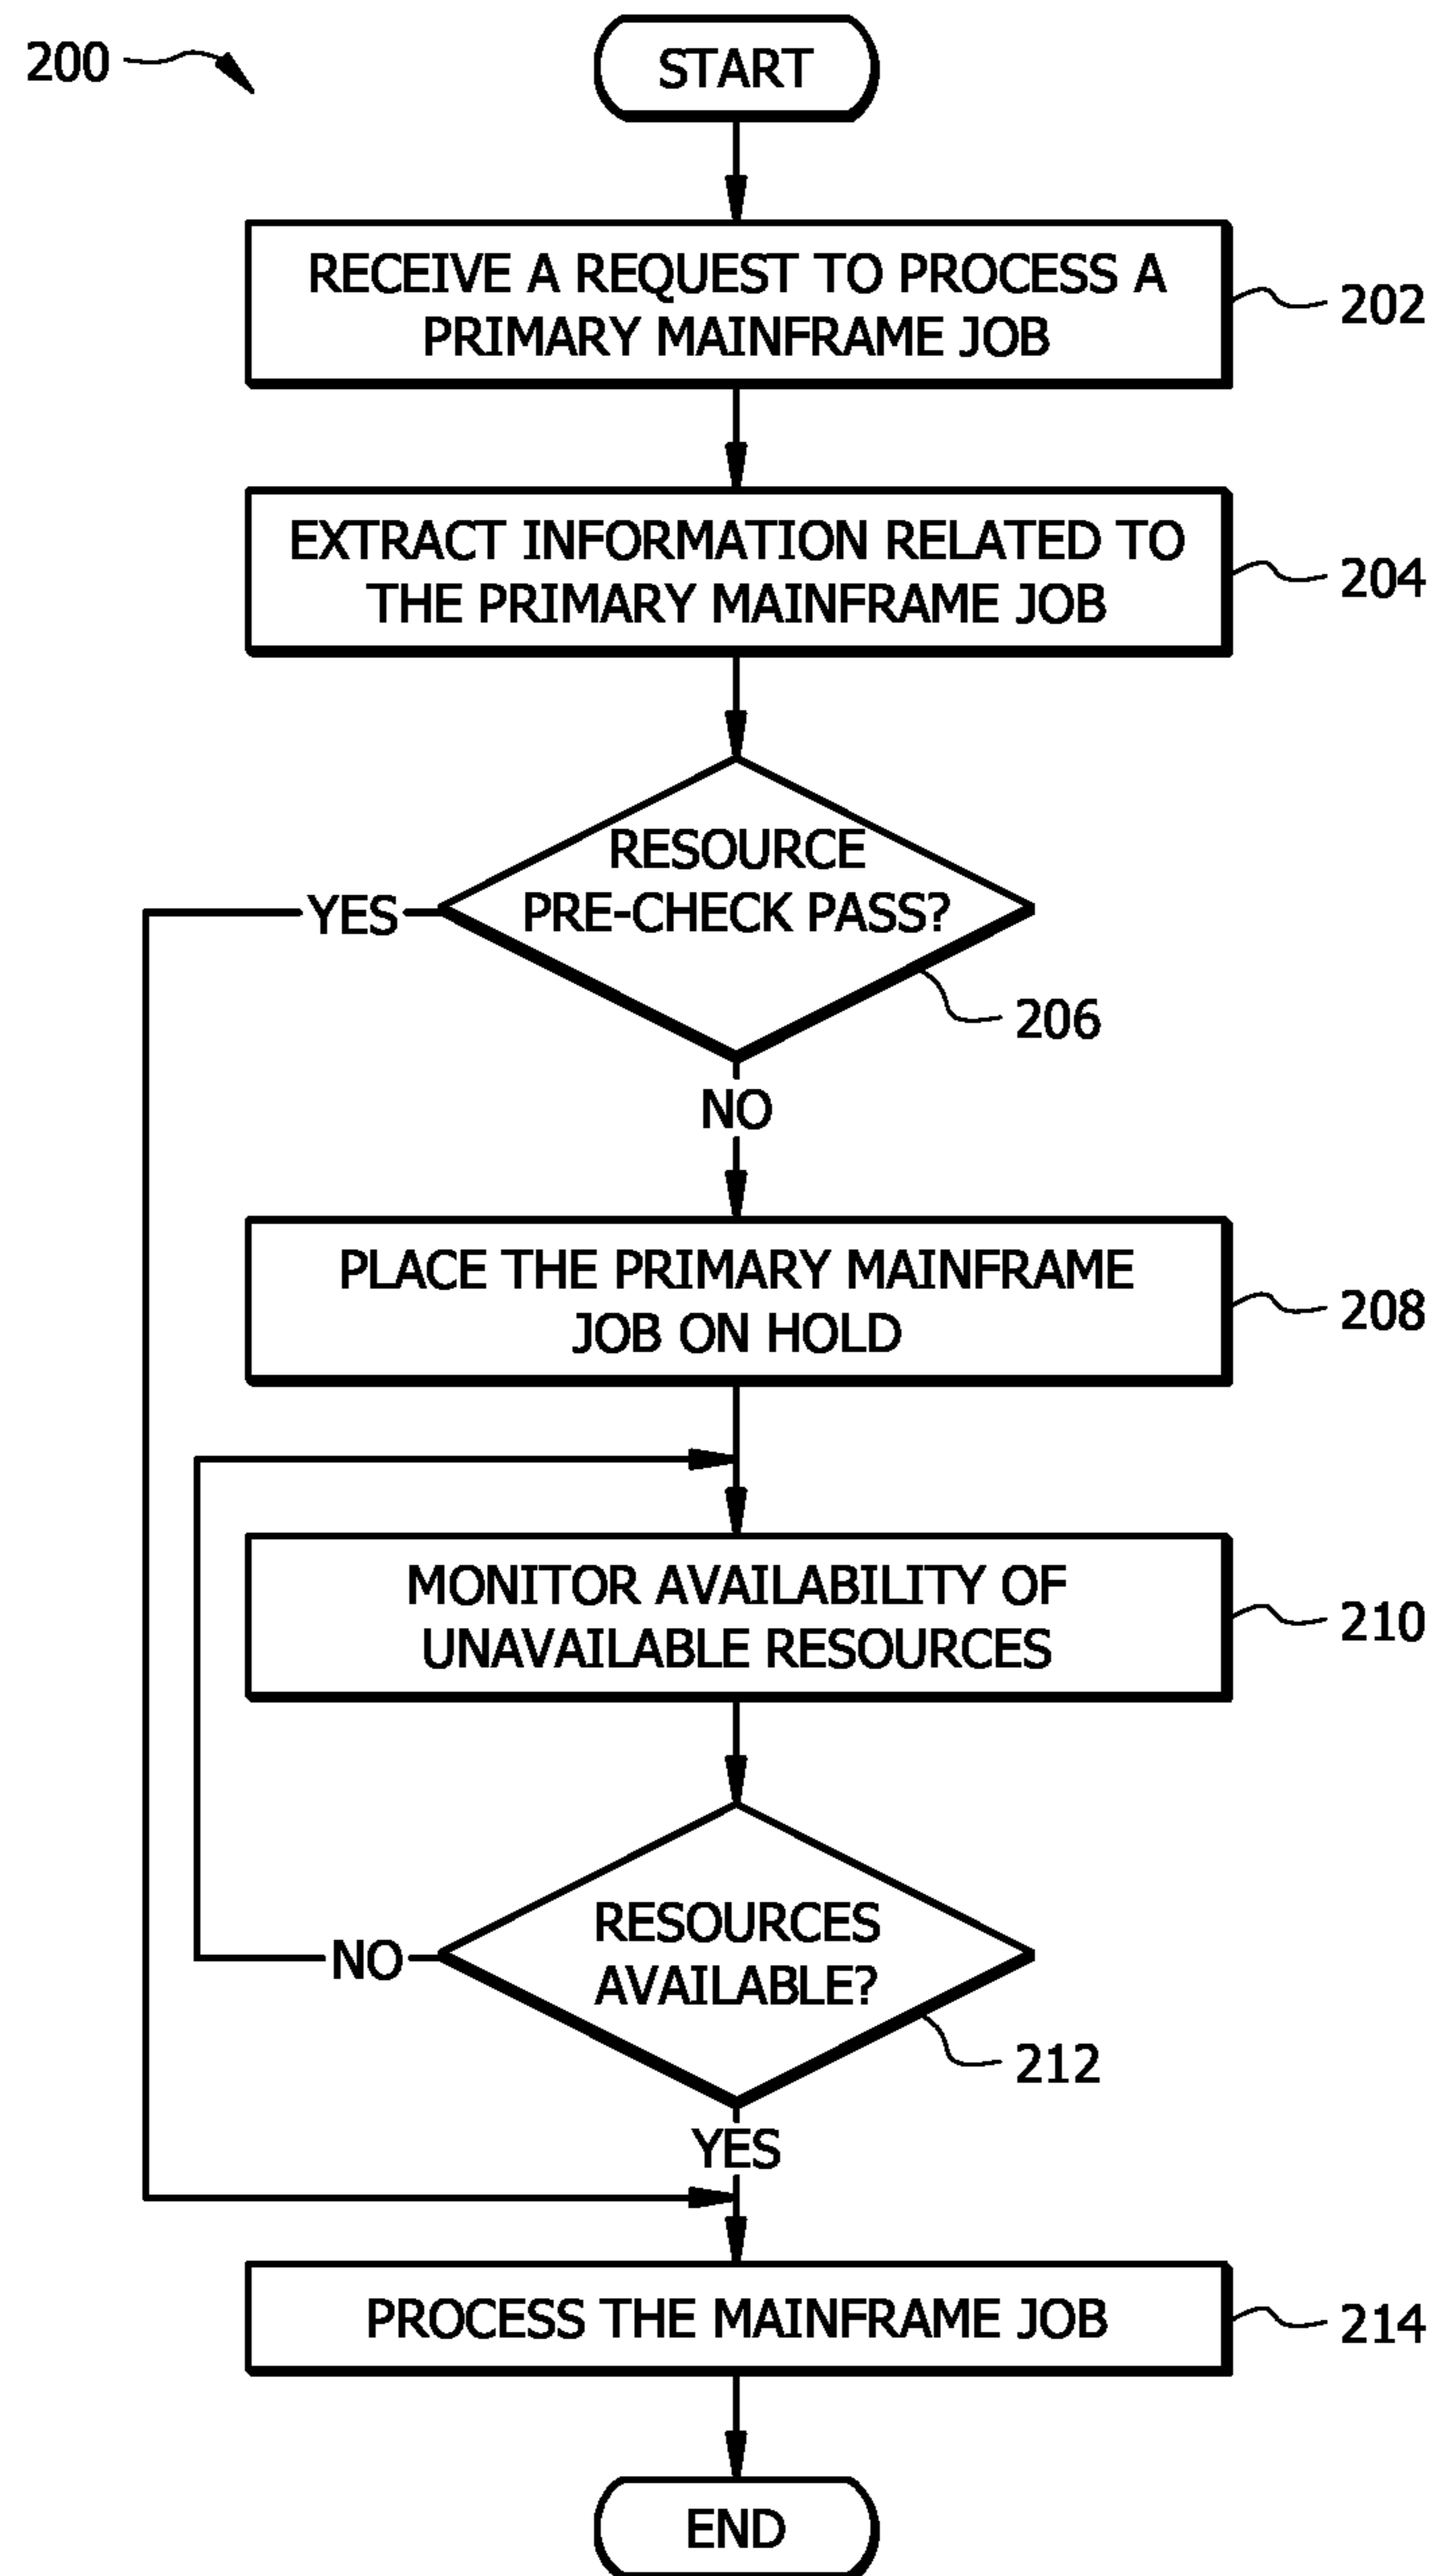 200
START
RECEIVE A REQUEST TO PROCESS A
PRIMARY MAINFRAME JOB
202
EXTRACT INFORMATION RELATED TO
THE PRIMARY MAINFRAME JOB
204
RESOURCE
PRE-CHECK PASS?
YES
206
NO
PLACE THE PRIMARY MAINFRAME
JOB ON HOLD
208
MONITOR AVAILABILITY OF
UNAVAILABLE RESOURCES
210
RESOURCES
AVAILABLE?
NO
212
YES
PROCESS THE MAINFRAME JOB
214
END